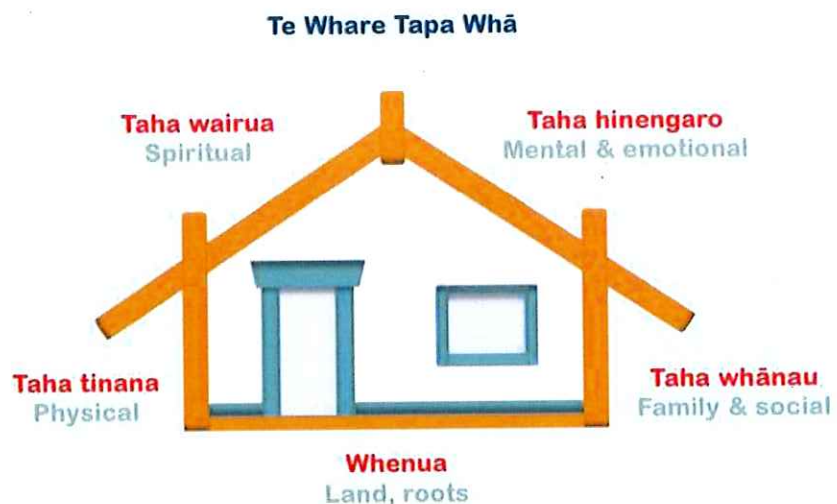 Te Whare Tapa Whā
Taha wairua
Spiritual
Taha hinengaro
Mental & emotional
Taha tinana
Physical
Taha whānau
Family & social
Whenua
Land, roots